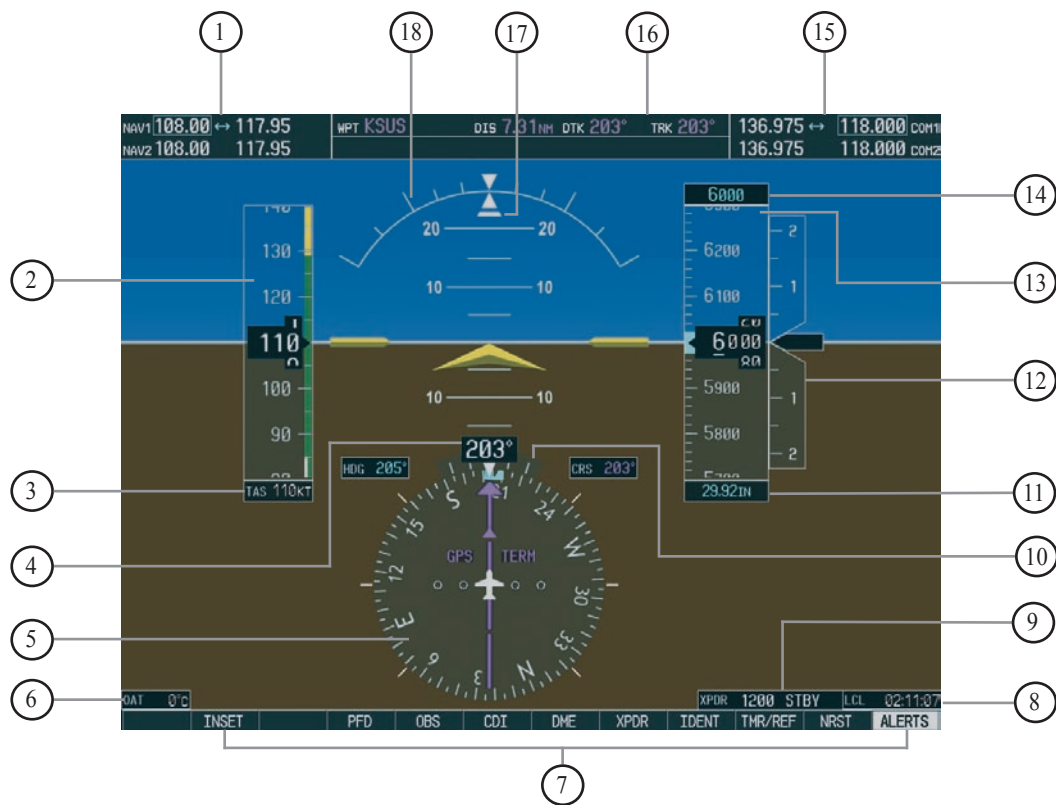 1
18
17
16
15
NAV1 108.00 ↔ 117.95
WPT KSUS DIS 7.31NM DTK 203° TRK 203°
136.975 ↔ 118.000 COM1
NAV2 108.00 117.95
136.975 118.000 COM2
6000
14
20 20
2
130
6200
2
13
120
10 10
6100
1
110
6000
80
100
5900
12
10 10
1
90
5800
4
203°
2
3
TAS 110KT
HDG 205°
CRS 203°
29.92IN
11
S 21 24 W 30 33 N 3 6 E 12 15
GPS TERM
10
5
9
6
OAT 0°C
XPDR 1200 STBY LCL 02:11:07
8
INSET PFD OBS CDI DME XPDR IDENT TMR/REF NRST ALERTS
7